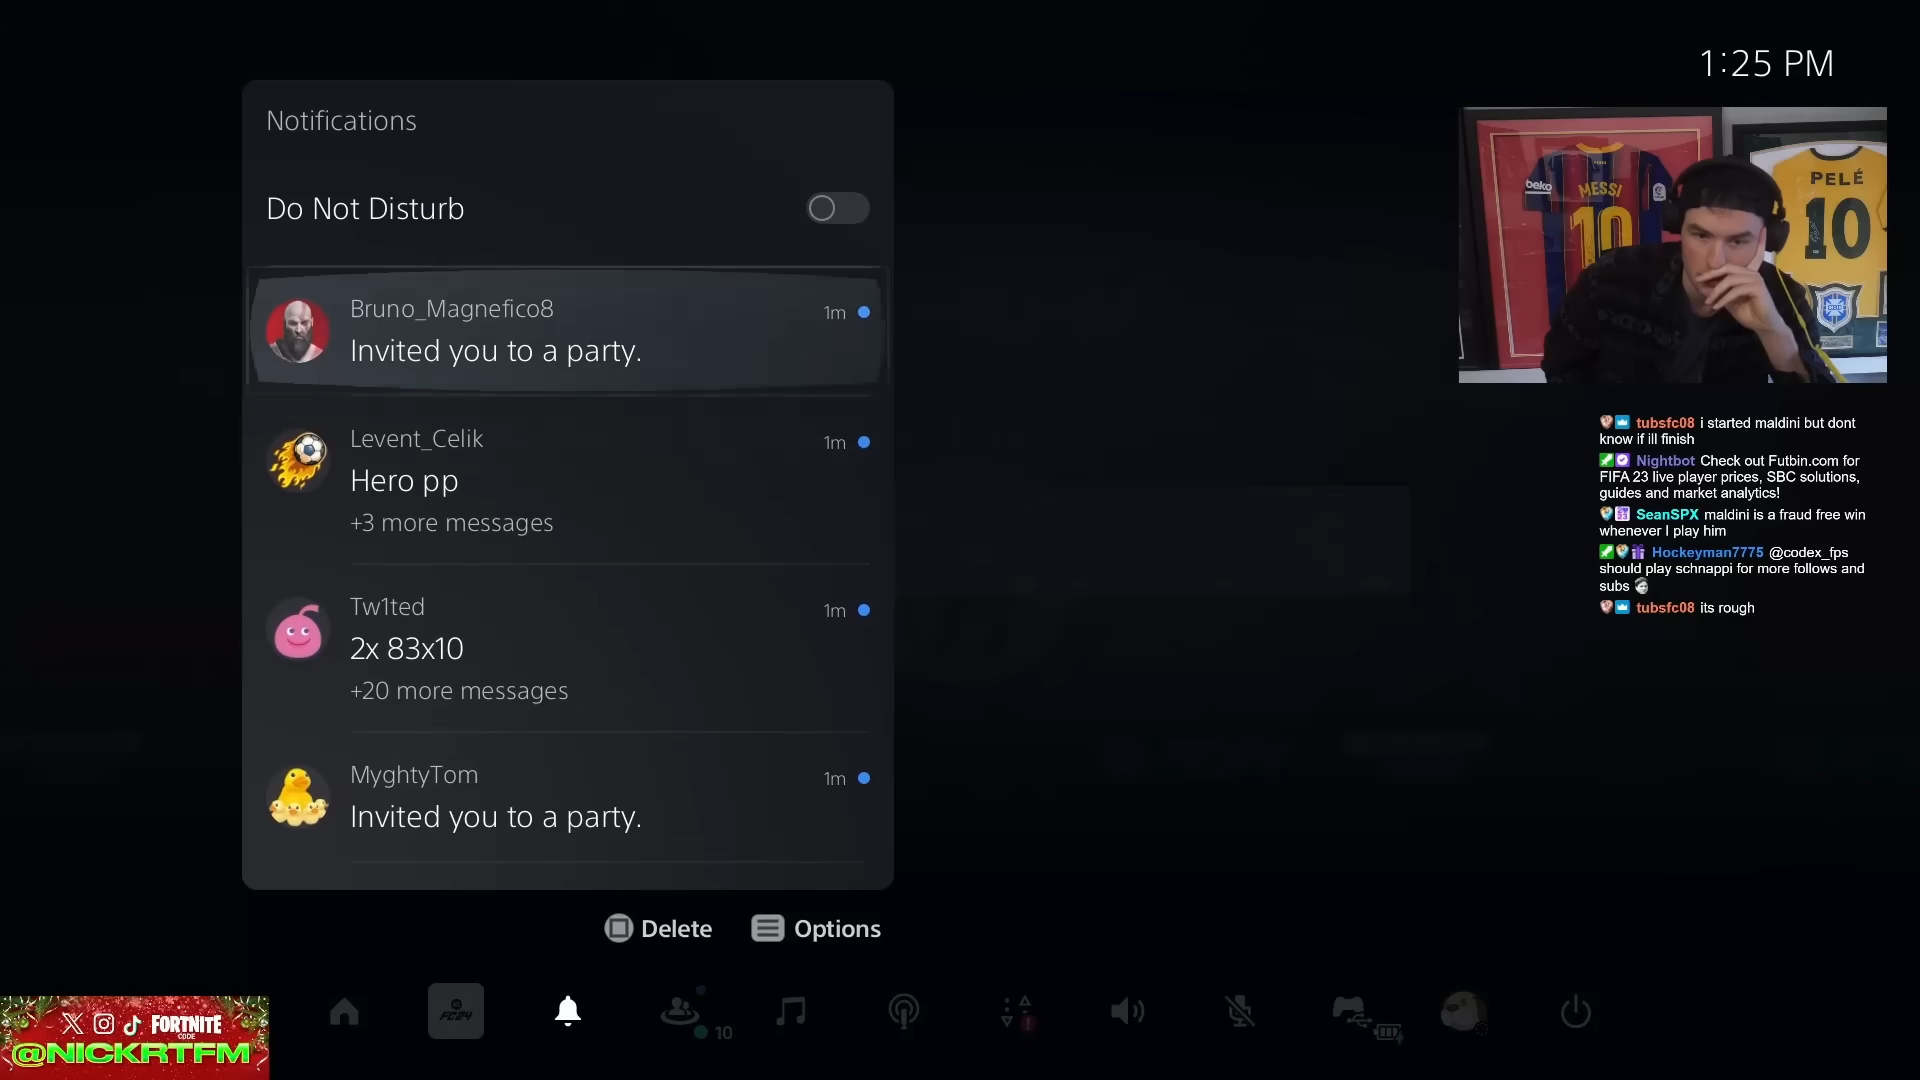 1:25 PM
Notifications
Do Not Disturb
Bruno_Magnefico8
1m
Invited you to a party.
Levent_Celik
1m
Hero pp
+3 more messages
Tw1ted
1m
2x 83x10
+20 more messages
MyghtyTom
1m
Invited you to a party.
Delete
Options
FC24
10
beko
MESSI
10
PELÉ
10
tubsfc08 i started maldini but dont
know if ill finish
Nightbot Check out Futbin.com for
FIFA 23 live player prices, SBC solutions,
guides and market analytics!
SeanSPX maldini is a fraud free win
whenever I play him
Hockeyman7775 @codex_fps
should play schnappi for more follows and
subs
tubsfc08 its rough
FORTNITE
CODE
@NICKRTFM